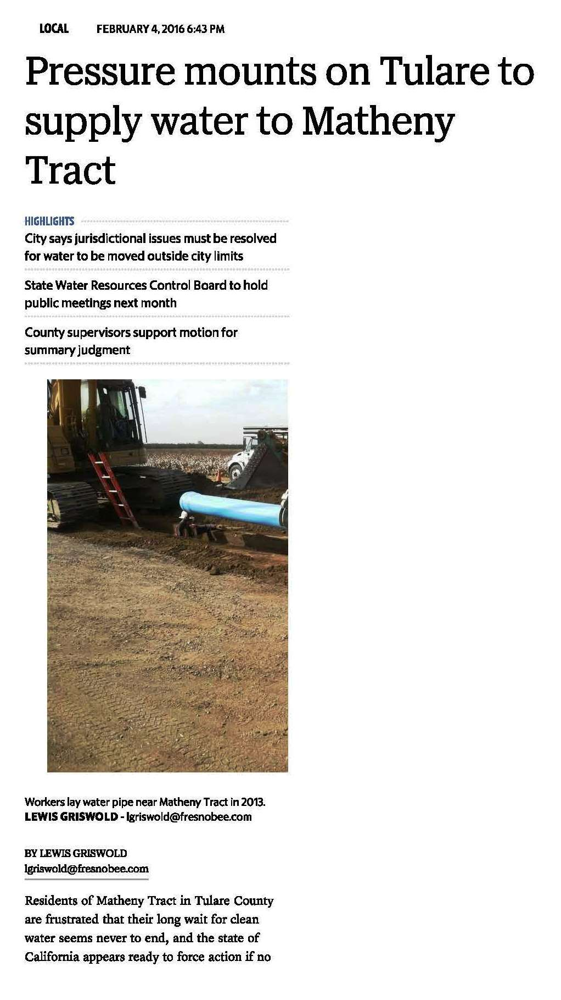 LOCAL FEBRUARY 4, 2016 6:43 PM
Pressure mounts on Tulare to
supply water to Matheny
Tract
HIGHLIGHTS
City says jurisdictional issues must be resolved
for water to be moved outside city limits
State Water Resources Control Board to hold
public meetings next month
County supervisors support motion for
summary judgment
Workers lay water pipe near Matheny Tract in 2013.
LEWIS GRISWOLD - lgriswold@fresnobee.com
BY LEWIS GRISWOLD
lgriswold@fresnobee.com
Residents of Matheny Tract in Tulare County
are frustrated that their long wait for clean
water seems never to end, and the state of
California appears ready to force action if no